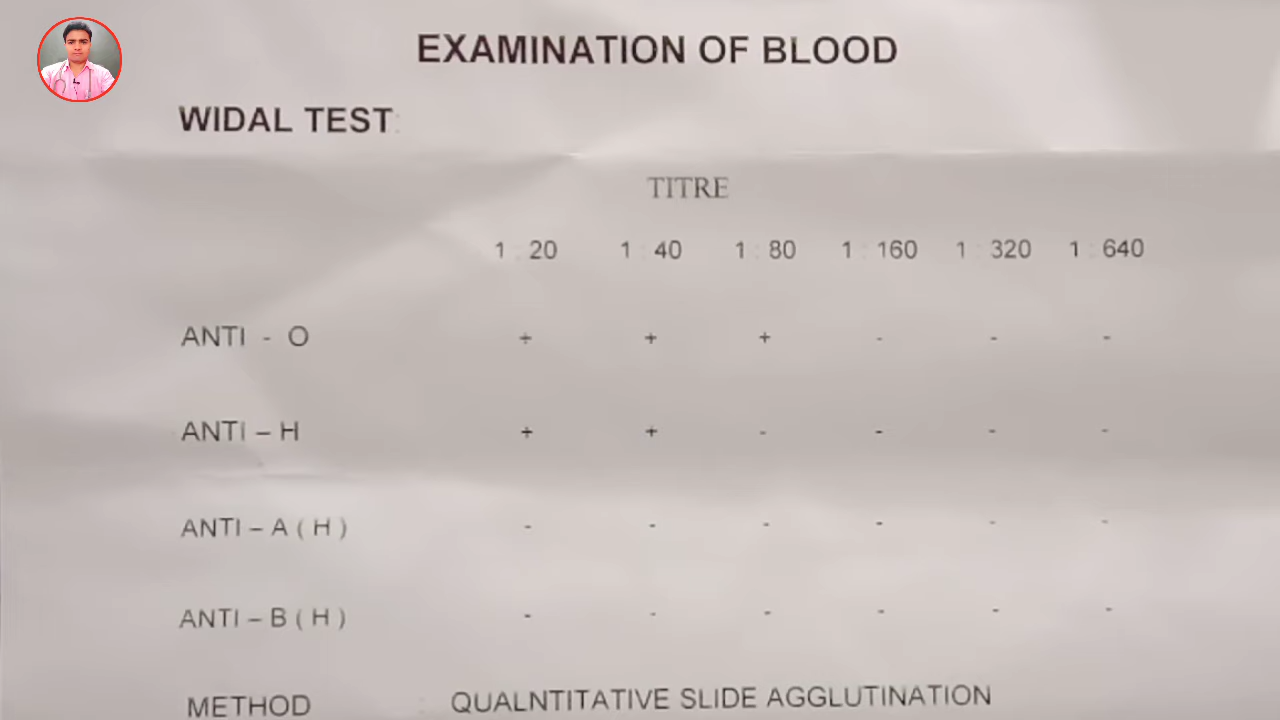 EXAMINATION OF BLOOD
WIDAL TEST:
TITRE
1 : 20 1 : 40 1 : 80 1 : 160 1 : 320 1 : 640
ANTI - O + + + - - -
ANTI – H + + - - - -
ANTI – A ( H ) - - - - - -
ANTI – B ( H ) - - - - - -
METHOD : QUALNTITATIVE SLIDE AGGLUTINATION